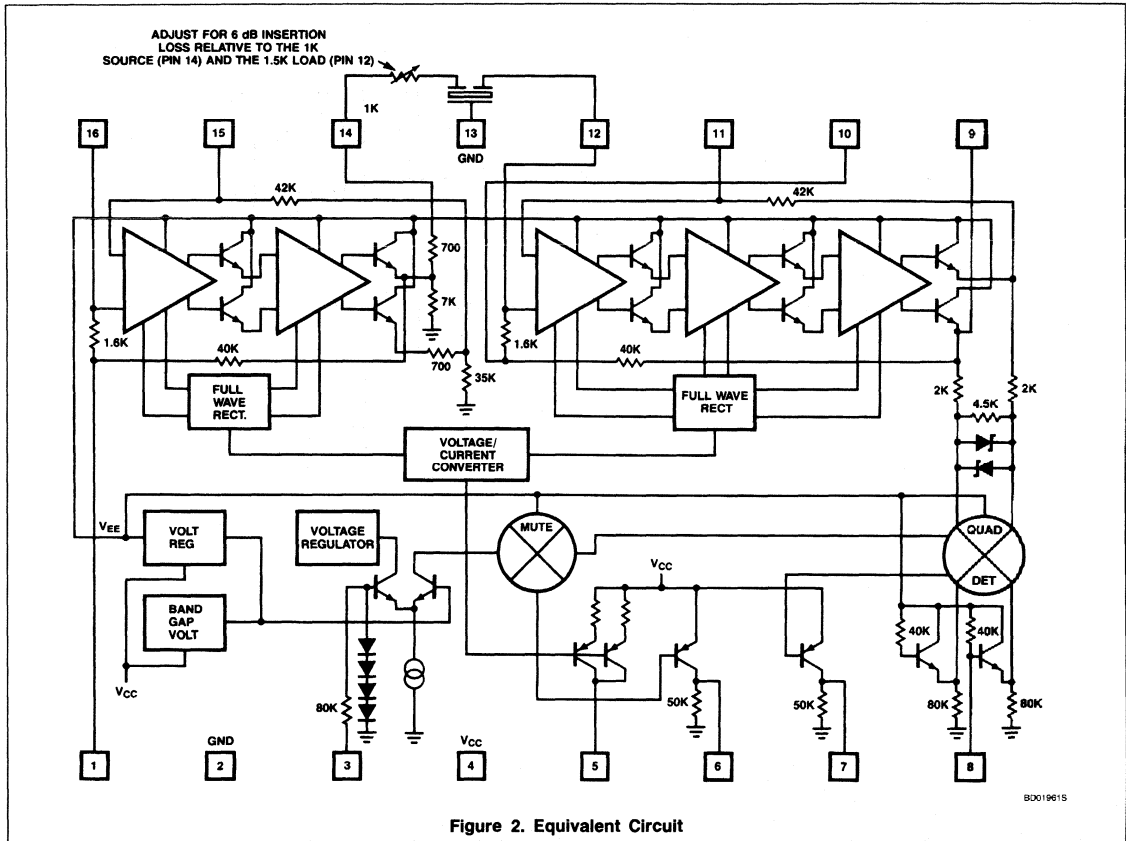 ADJUST FOR 6 dB INSERTION
LOSS RELATIVE TO THE 1K
SOURCE (PIN 14) AND THE 1.5K LOAD (PIN 12)
1K
16
15
14
13
12
11
10
9
GND
42K
42K
700
7K
1.6K
40K
700
35K
1.6K
40K
2K
2K
4.5K
FULL
WAVE
RECT.
FULL WAVE
RECT
VOLTAGE/
CURRENT
CONVERTER
VEE
VOLT
REG
VOLTAGE
REGULATOR
MUTE
QUAD
DET
VCC
BAND
GAP
VOLT
VCC
40K
40K
80K
50K
50K
80K
80K
GND
VCC
1
2
3
4
5
6
7
8
BD01961S
Figure 2. Equivalent Circuit